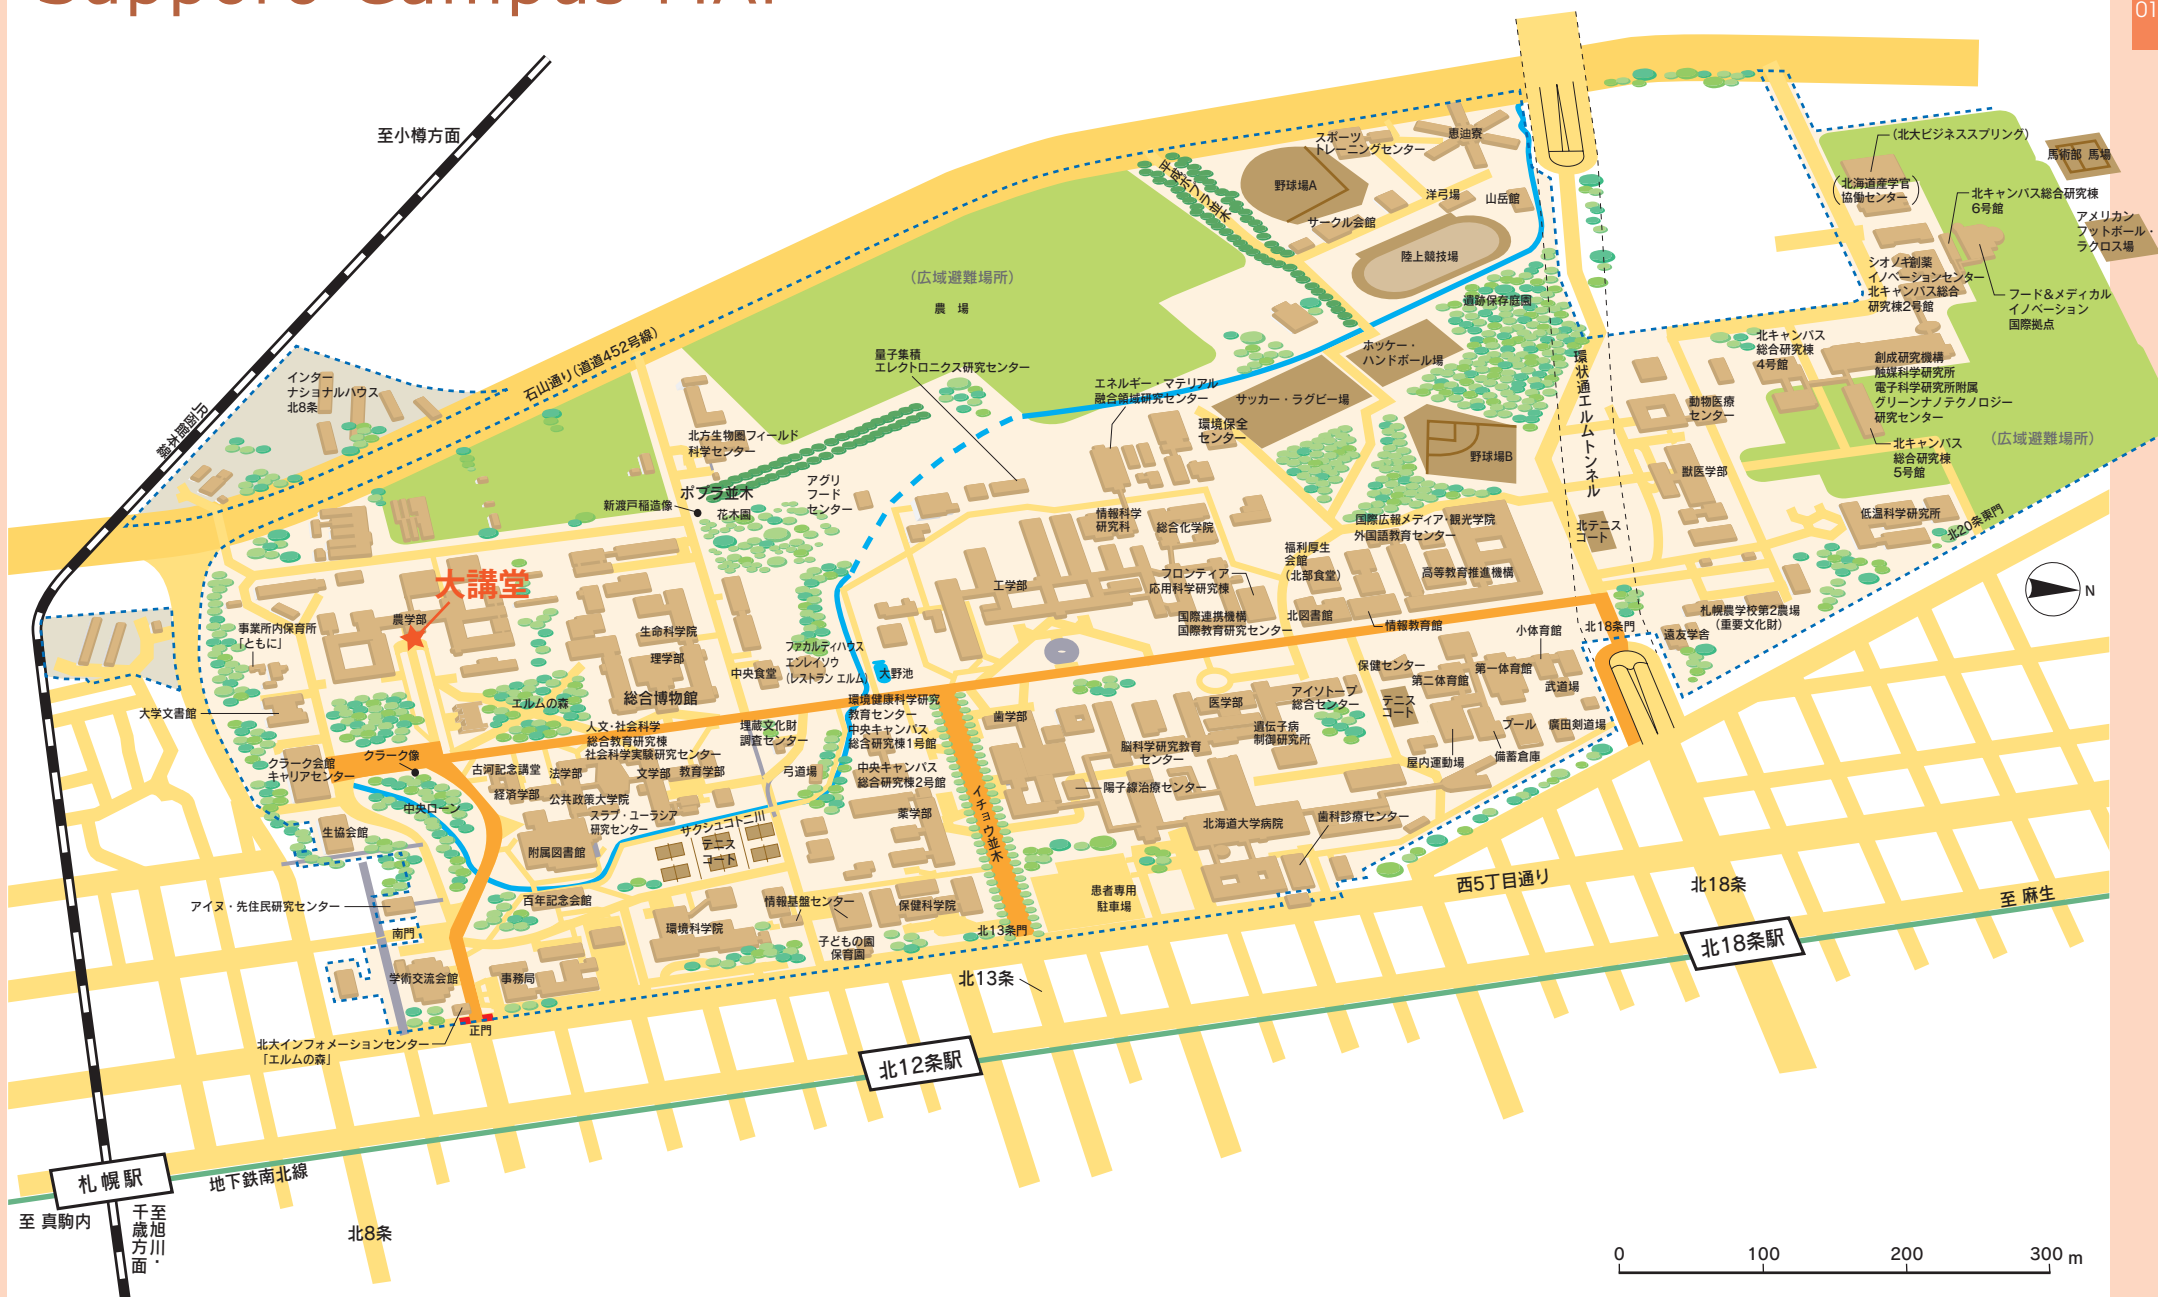 01
至小樽方面
JR函館本線
石山通り（道道452号線）
インター
ナショナルハウス
北8条
（広域避難場所）
農　場
平成ポプラ並木
スポーツ
トレーニングセンター
恵迪寮
野球場A
洋弓場
山岳館
サークル会館
陸上競技場
遺跡保存庭園
ホッケー・
ハンドボール場
サッカー・ラグビー場
環境保全
センター
野球場B
量子集積
エレクトロニクス研究センター
エネルギー・マテリアル
融合領域研究センター
北方生物圏フィールド
科学センター
ポプラ並木
新渡戸稲造像
花木園
アグリ
フード
センター
（北大ビジネススプリング）
（北海道産学官
協働センター）
馬術部 馬場
北キャンパス総合研究棟
6号館
アメリカン
フットボール・
ラクロス場
シオノギ創薬
イノベーションセンター
北キャンパス総合
研究棟2号館
フード＆メディカル
イノベーション
国際拠点
北キャンパス
総合研究棟
4号館
創成研究機構
触媒科学研究所
電子科学研究所附属
グリーンナノテクノロジー
研究センター
（広域避難場所）
北キャンパス
総合研究棟
5号館
環状通エルムトンネル
動物医療
センター
獣医学部
低温科学研究所
北20条東門
北テニス
コート
情報科学
研究科
総合化学院
国際広報メディア・観光学院
外国語教育センター
福利厚生
会館
（北部食堂）
高等教育推進機構
工学部
フロンティア
応用科学研究棟
国際連携機構
国際教育研究センター
北図書館
情報教育館
小体育館
北18条門
札幌農学校第2農場
（重要文化財）
遠友学舎
N
大講堂
農学部
事業所内保育所
「ともに」
生命科学院
理学部
総合博物館
中央食堂
ファカルティハウス
エンレイソウ
（レストラン エルム）
大野池
大学文書館
エルムの森
人文・社会科学
総合教育研究棟
社会科学実験研究センター
埋蔵文化財
調査センター
環境健康科学研究
教育センター
中央キャンパス
総合研究棟1号館
中央キャンパス
総合研究棟2号館
歯学部
医学部
アイソトープ
総合センター
遺伝子病
制御研究所
脳科学研究教育
センター
陽子線治療センター
保健センター
第二体育館
第一体育館
テニス
コート
武道場
プール
廣田剣道場
備蓄倉庫
屋内運動場
クラーク会館
キャリアセンター
クラーク像
古河記念講堂
法学部
文学部
教育学部
弓道場
経済学部
公共政策大学院
スラブ・ユーラシア
研究センター
中央ローン
生協会館
附属図書館
サクシュコトニ川
テニス
コート
薬学部
イチョウ並木
北海道大学病院
歯科診療センター
アイヌ・先住民研究センター
百年記念会館
南門
環境科学院
情報基盤センター
保健科学院
子どもの園
保育園
北13条門
患者専用
駐車場
学術交流会館
事務局
正門
北大インフォメーションセンター
「エルムの森」
西5丁目通り
北18条
北18条駅
至 麻生
北13条
北12条駅
札幌駅
地下鉄南北線
至 真駒内
至旭川・
千歳方面
北8条
0 100 200 300 m